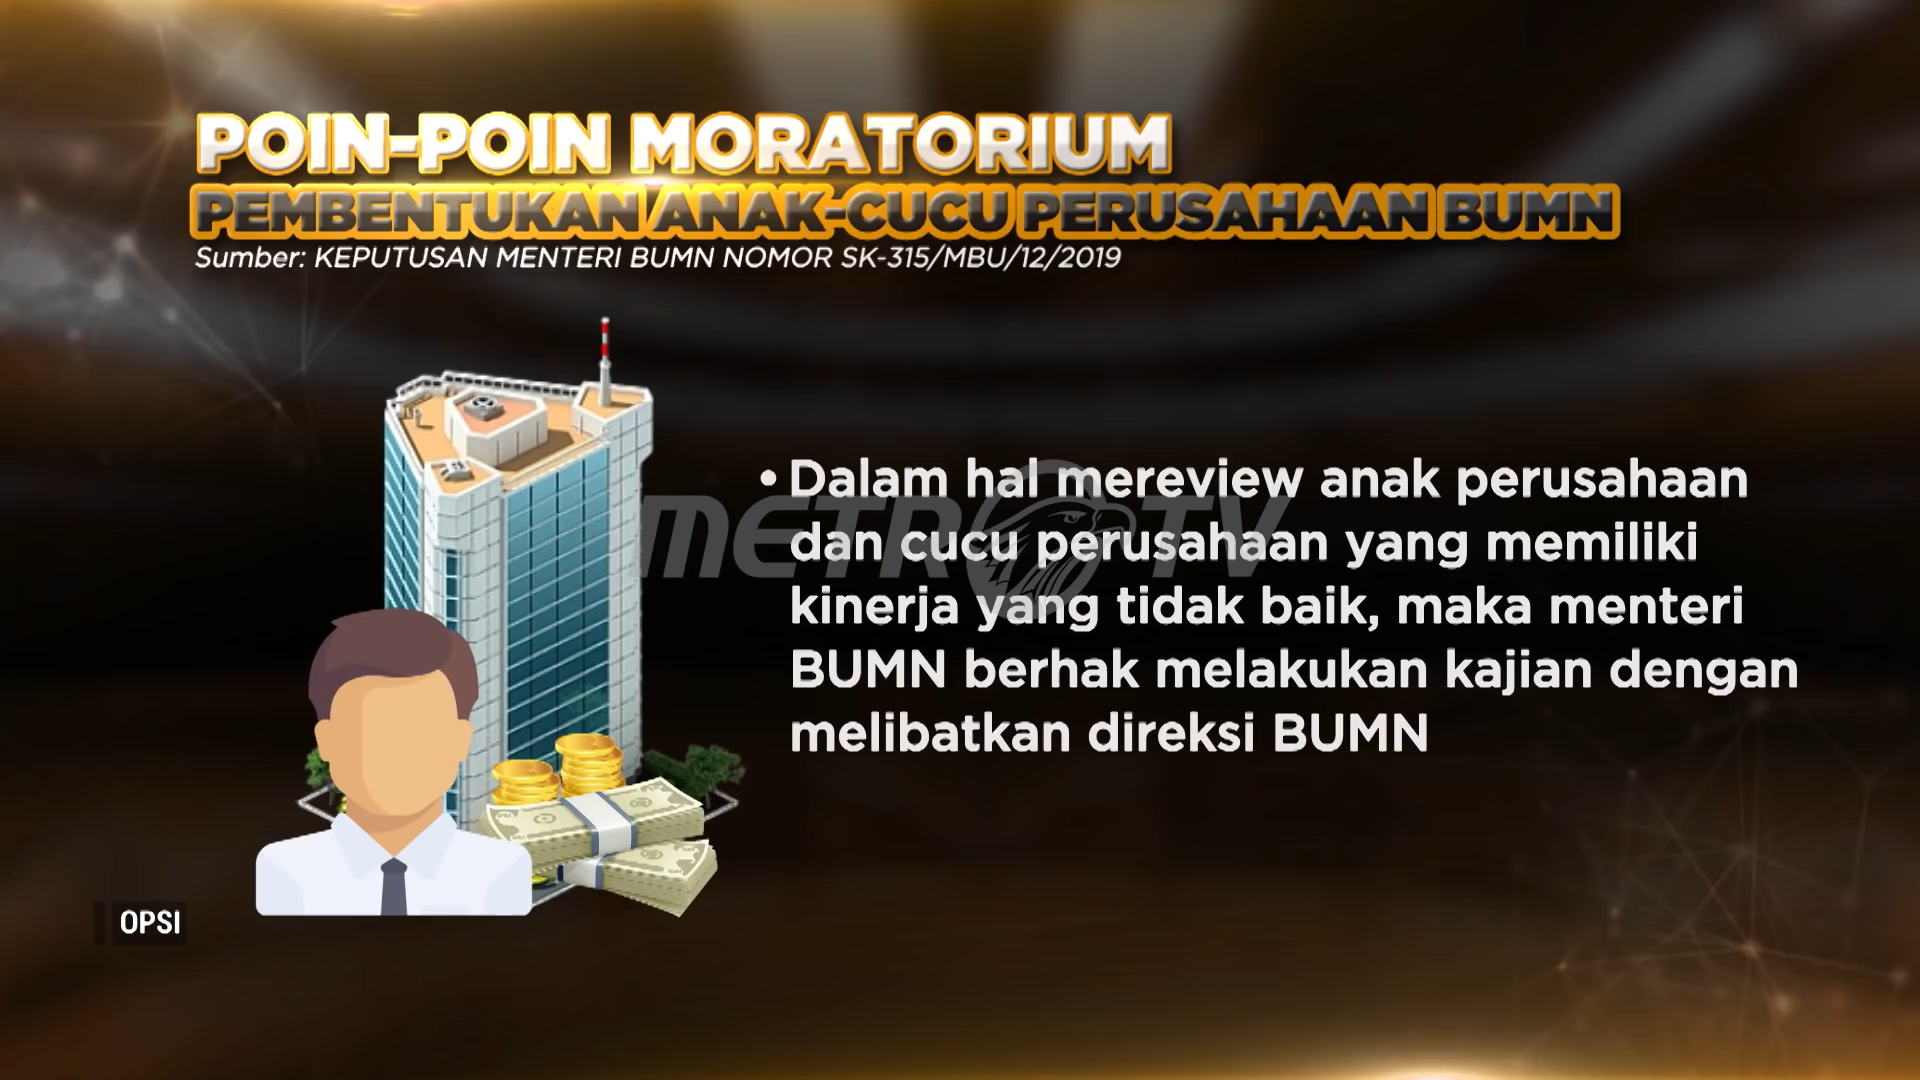 POIN-POIN MORATORIUM
PEMBENTUKAN ANAK-CUCU PERUSAHAAN BUMN
Sumber: KEPUTUSAN MENTERI BUMN NOMOR SK-315/MBU/12/2019
• Dalam hal mereview anak perusahaan
dan cucu perusahaan yang memiliki
kinerja yang tidak baik, maka menteri
BUMN berhak melakukan kajian dengan
melibatkan direksi BUMN
METRO TV
OPSI